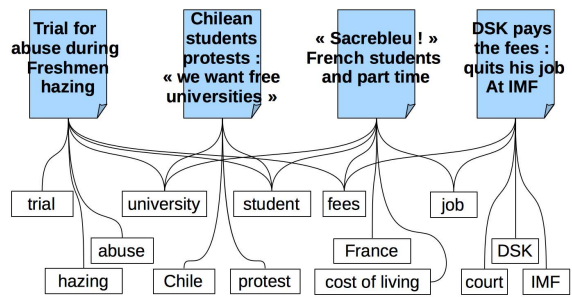 Trial for
abuse during
Freshmen
hazing
Chilean
students
protests :
« we want free
universities »
« Sacrebleu ! »
French students
and part time
DSK pays
the fees :
quits his job
At IMF
trial
university
student
fees
job
abuse
France
DSK
hazing
Chile
protest
cost of living
court
IMF